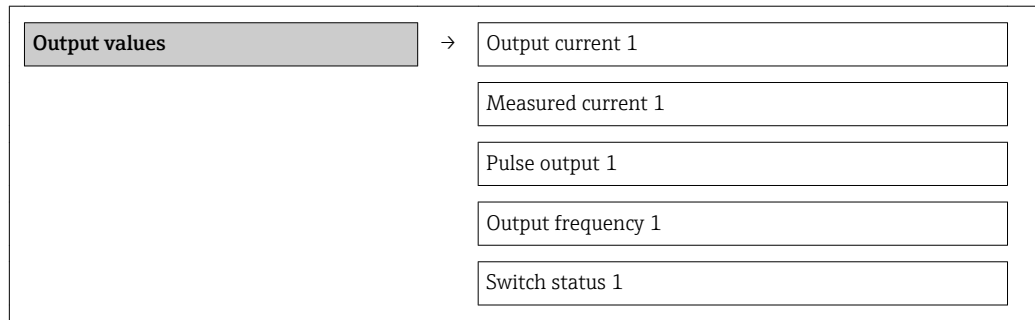 Output values → Output current 1
Measured current 1
Pulse output 1
Output frequency 1
Switch status 1